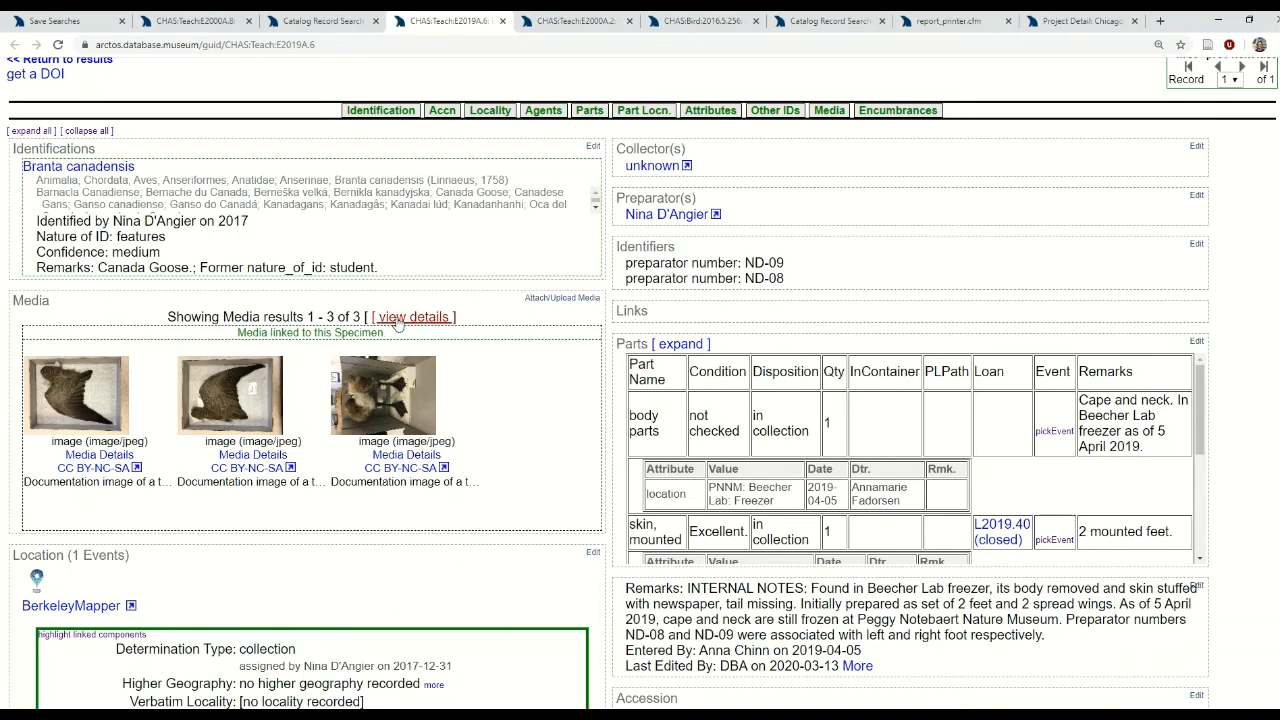 Save Searches
CHAS:Teach:E2000A.8:
Catalog Record Search
CHAS:Teach:E2019A.6:
CHAS:Teach:E2000A.2:
CHAS:Bird:2016.5.256:
Catalog Record Search
report_printer.cfm
Project Detail: Chicago
arctos.database.museum/guid/CHAS:Teach:E2019A.6
<< Return to results
get a DOI
Record 1 of 1
Identification Accn Locality Agents Parts Part Locn. Attributes Other IDs Media Encumbrances
[ expand all ] [ collapse all ]
Identifications
Edit
Branta canadensis
Animalia; Chordata; Aves; Anseriformes; Anatidae; Anserinae; Branta canadensis (Linnaeus, 1758)
Barnacla Canadiense; Bernache du Canada; Berneška velká; Bernikla kanadyjska; Canada Goose; Canadese
Gans; Ganso canadiense; Ganso do Canadá; Kanadagans; Kanadagås; Kanadai lúd; Kanadanhanhi; Oca del
Identified by Nina D'Angier on 2017
Nature of ID: features
Confidence: medium
Remarks: Canada Goose.; Former nature_of_id: student.
Media
Attach/Upload Media
Showing Media results 1 - 3 of 3 [ [ view details ]
Media linked to this Specimen.
image (image/jpeg) image (image/jpeg) image (image/jpeg)
Media Details Media Details Media Details
CC BY-NC-SA CC BY-NC-SA CC BY-NC-SA
Documentation image of a t… Documentation image of a t… Documentation image of a t…
Location (1 Events)
Edit
BerkeleyMapper
highlight linked components
Determination Type: collection
assigned by Nina D'Angier on 2017-12-31
Higher Geography: no higher geography recorded more
Verbatim Locality: [no locality recorded]
Collector(s)
Edit
unknown
Preparator(s)
Edit
Nina D'Angier
Identifiers
Edit
preparator number: ND-09
preparator number: ND-08
Links
Parts [ expand ]
Edit
Part Name Condition Disposition Qty InContainer PLPath Loan Event Remarks
body parts not checked in collection 1 pickEvent Cape and neck. In Beecher Lab freezer as of 5 April 2019.
Attribute Value Date Dtr. Rmk.
location PNNM: Beecher Lab: Freezer 2019-04-05 Annamarie Fadorsen
skin, mounted Excellent. in collection 1 L2019.40 (closed) pickEvent 2 mounted feet.
Attribute Value Date Dtr. Rmk.
Edit
Remarks: INTERNAL NOTES: Found in Beecher Lab freezer, its body removed and skin stuffed
with newspaper, tail missing. Initially prepared as set of 2 feet and 2 spread wings. As of 5 April
2019, cape and neck are still frozen at Peggy Notebaert Nature Museum. Preparator numbers
ND-08 and ND-09 were associated with left and right foot respectively.
Entered By: Anna Chinn on 2019-04-05
Last Edited By: DBA on 2020-03-13 More
Accession
Edit